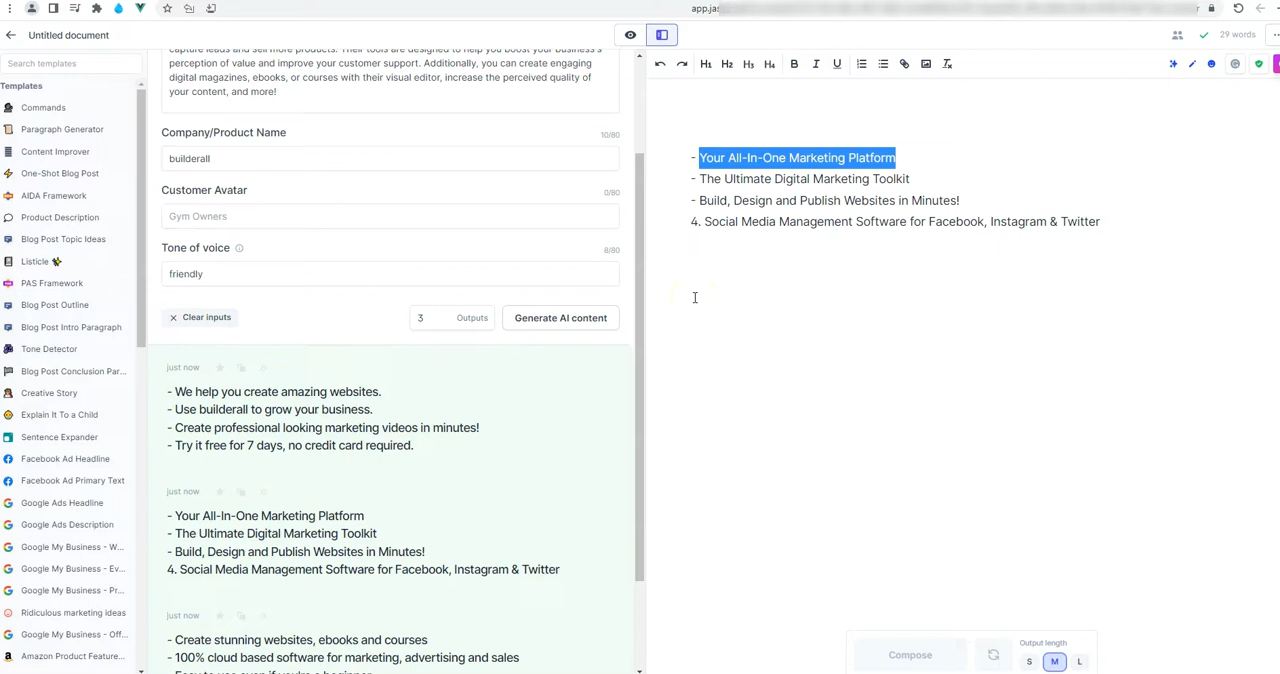 app.jas
Untitled document
29 words
Search templates
Templates
Commands
Paragraph Generator
Content Improver
One-Shot Blog Post
AIDA Framework
Product Description
Blog Post Topic Ideas
Listicle
PAS Framework
Blog Post Outline
Blog Post Intro Paragraph
Tone Detector
Blog Post Conclusion Par...
Creative Story
Explain It To a Child
Sentence Expander
Facebook Ad Headline
Facebook Ad Primary Text
Google Ads Headline
Google Ads Description
Google My Business - W...
Google My Business - Ev...
Google My Business - Pr...
Ridiculous marketing ideas
Google My Business - Off...
Amazon Product Feature...
capture leads and sell more products. Their tools are designed to help you boost your business's
perception of value and improve your customer support. Additionally, you can create engaging
digital magazines, ebooks, or courses with their visual editor, increase the perceived quality of
your content, and more!
Company/Product Name
10/80
builderall
Customer Avatar
0/80
Gym Owners
Tone of voice
8/80
friendly
Clear inputs
3 Outputs
Generate AI content
just now
- We help you create amazing websites.
- Use builderall to grow your business.
- Create professional looking marketing videos in minutes!
- Try it free for 7 days, no credit card required.
just now
- Your All-In-One Marketing Platform
- The Ultimate Digital Marketing Toolkit
- Build, Design and Publish Websites in Minutes!
4. Social Media Management Software for Facebook, Instagram & Twitter
just now
- Create stunning websites, ebooks and courses
- 100% cloud based software for marketing, advertising and sales
- Easy to use even if you're a beginner
H1 H2 H3 H4 B I U
- Your All-In-One Marketing Platform
- The Ultimate Digital Marketing Toolkit
- Build, Design and Publish Websites in Minutes!
4. Social Media Management Software for Facebook, Instagram & Twitter
Compose
Output length
S M L